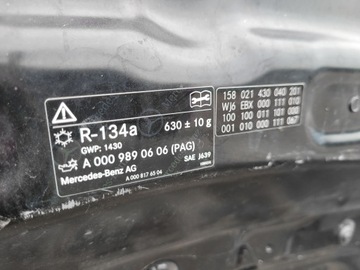 R-134a 630 ± 10 g
GWP: 1430
A 000 989 06 06 (PAG)
SAE J639
Mercedes-Benz AG
A 000 817 65 04
158 021 430 040 201
WJ6 EBX 000 111 010
100 100 011 101 000
001 010 000 111 067